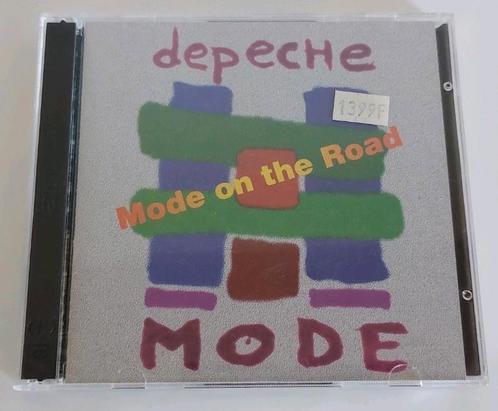 depecHe
1399F
Mode on the Road
MODE